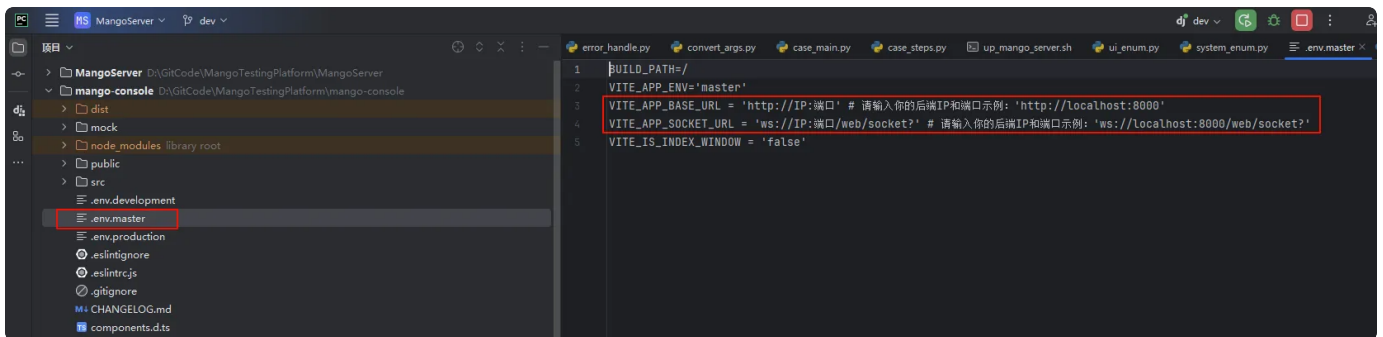 PC MS MangoServer dev dj dev
项目
error_handle.py convert_args.py case_main.py case_steps.py up_mango_server.sh ui_enum.py system_enum.py .env.master
MangoServer D:\GitCode\MangoTestingPlatform\MangoServer
mango-console D:\GitCode\MangoTestingPlatform\mango-console
dist
mock
node_modules library root
public
src
.env.development
.env.master
.env.production
.eslintignore
.eslintrc.js
.gitignore
M↓ CHANGELOG.md
TS components.d.ts
1 BUILD_PATH=/
2 VITE_APP_ENV='master'
3 VITE_APP_BASE_URL = 'http://IP:端口' # 请输入你的后端IP和端口示例：'http://localhost:8000'
4 VITE_APP_SOCKET_URL = 'ws://IP:端口/web/socket?' # 请输入你的后端IP和端口示例：'ws://localhost:8000/web/socket?'
5 VITE_IS_INDEX_WINDOW = 'false'